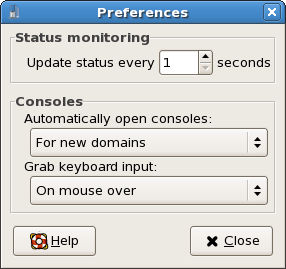 Preferences
Status monitoring
Update status every 1 seconds
Consoles
Automatically open consoles:
For new domains
Grab keyboard input:
On mouse over
Help Close